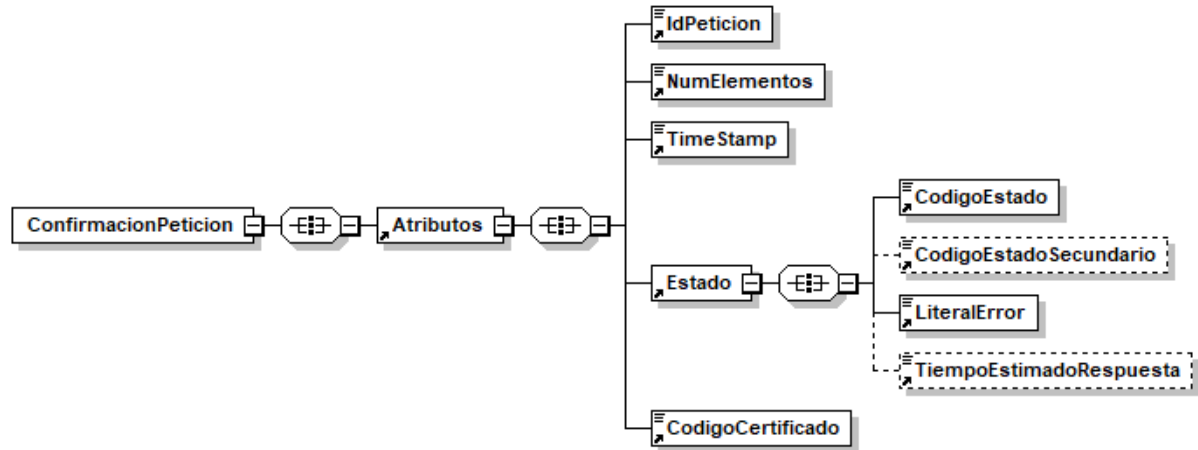 IdPeticion
NumElementos
TimeStamp
ConfirmacionPeticion
Atributos
Estado
CodigoEstado
CodigoEstadoSecundario
LiteralError
TiempoEstimadoRespuesta
CodigoCertificado